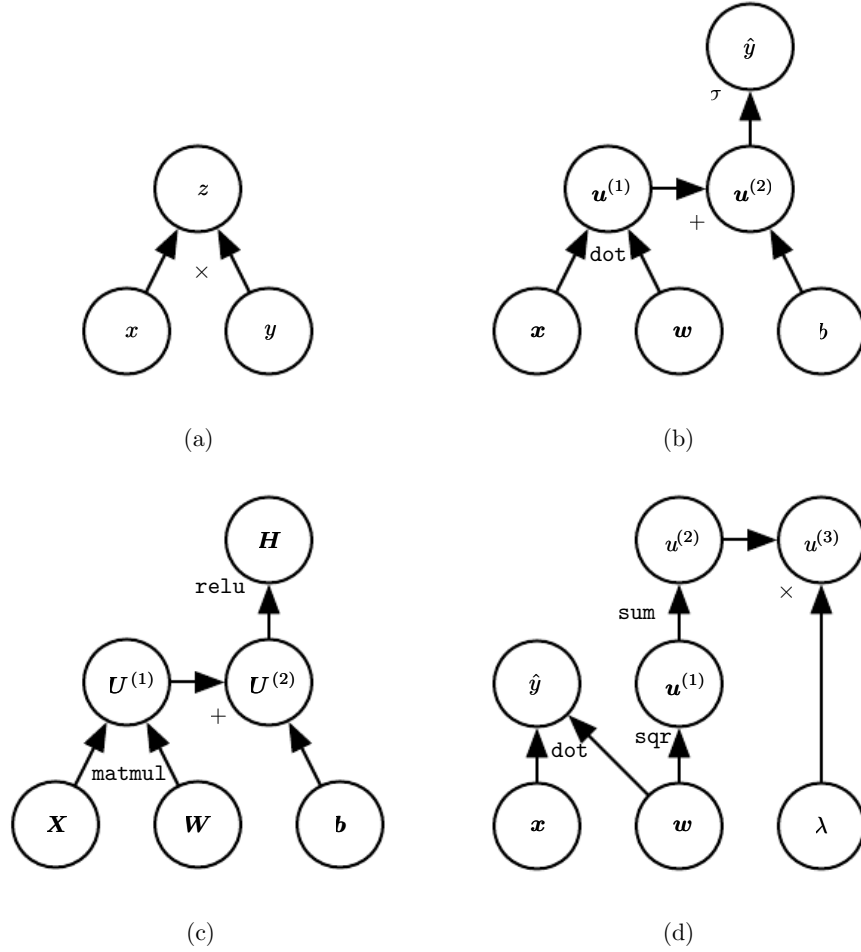 ŷ
σ
z
u⁽¹⁾
u⁽²⁾
+
dot
×
x
y
x
w
b
(a)
(b)
H
u⁽²⁾
u⁽³⁾
relu
×
sum
U⁽¹⁾
U⁽²⁾
ŷ
u⁽¹⁾
+
sqr
dot
matmul
X
W
b
x
w
λ
(c)
(d)